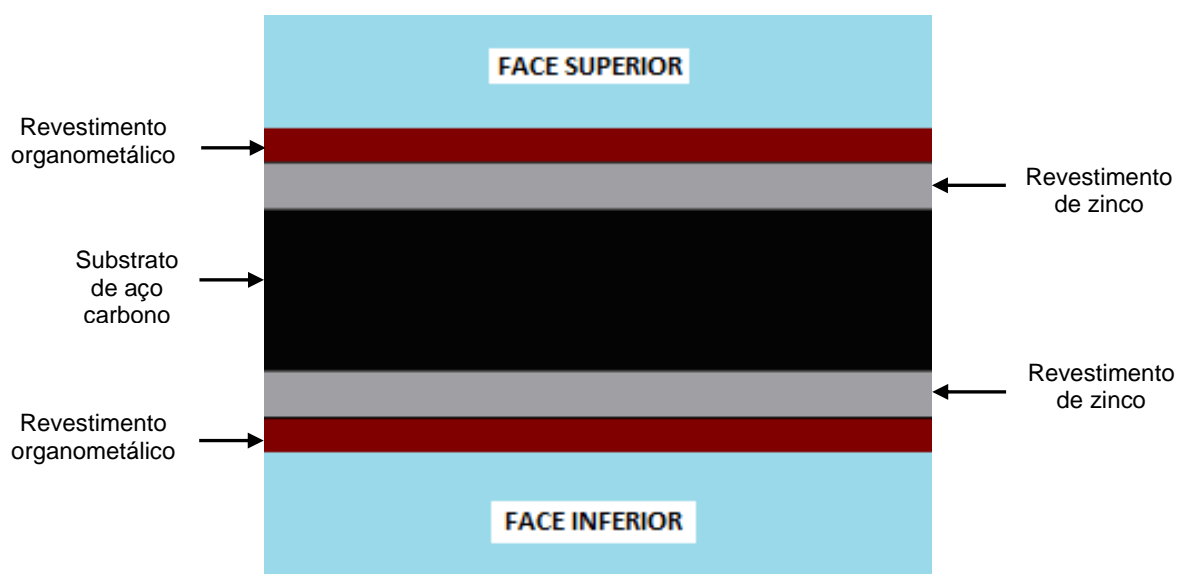 FACE SUPERIOR
Revestimento
organometálico
Revestimento
de zinco
Substrato
de aço
carbono
Revestimento
de zinco
Revestimento
organometálico
FACE INFERIOR